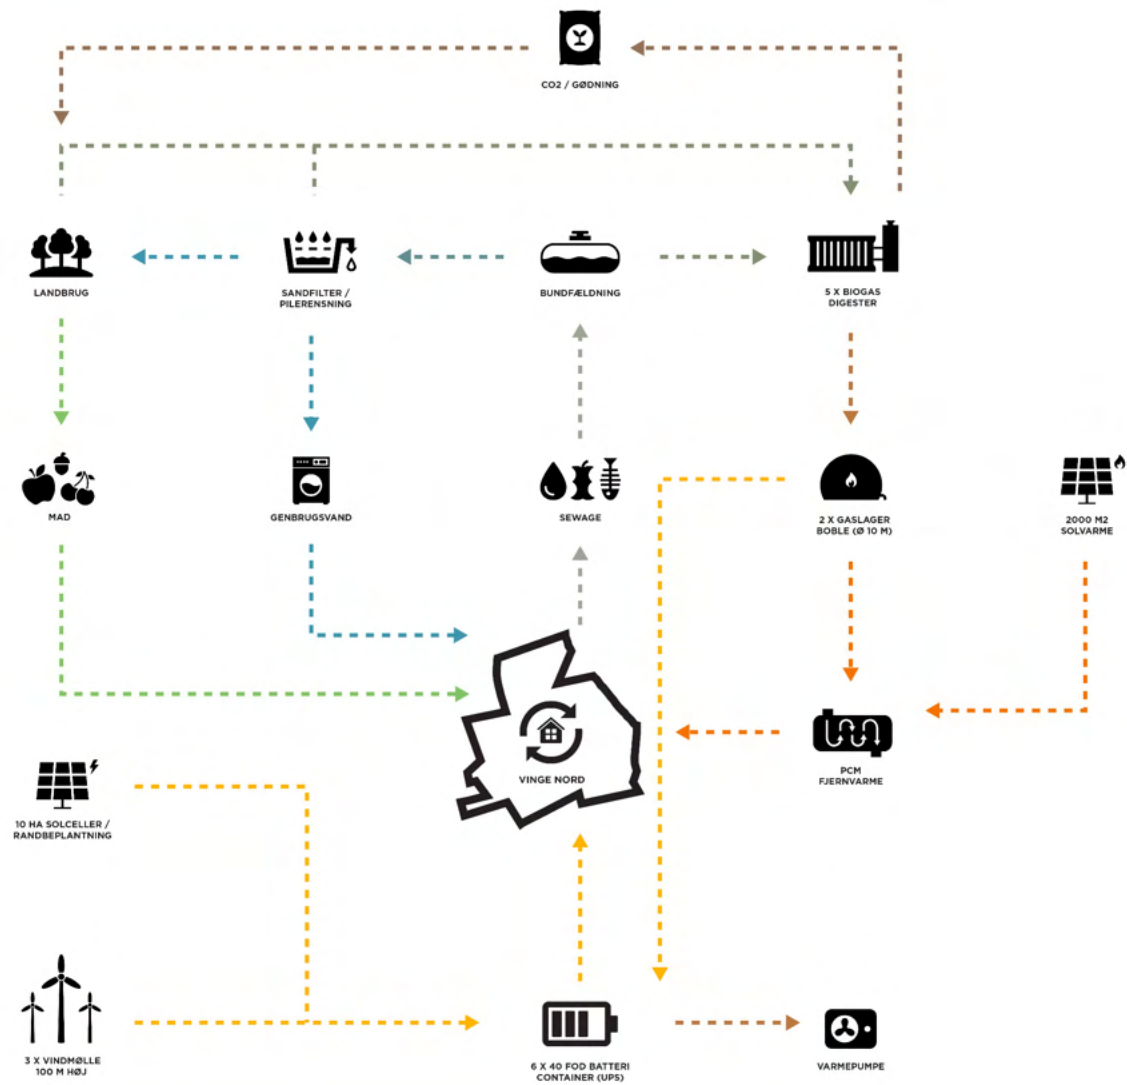 CO2 / GØDNING
LANDBRUG
SANDFILTER /
PILERENSNING
BUNDFÆLDNING
5 X BIOGAS
DIGESTER
MAD
GENBRUGSVAND
SEWAGE
2 X GASLAGER
BOBLE (Ø 10 M)
2000 M2
SOLVARME
VINGE NORD
PCM
FJERNVARME
10 HA SOLCELLER /
RANDBEPLANTNING
3 X VINDMØLLE
100 M HØJ
6 X 40 FOD BATTERI
CONTAINER (UPS)
VARMEPUMPE